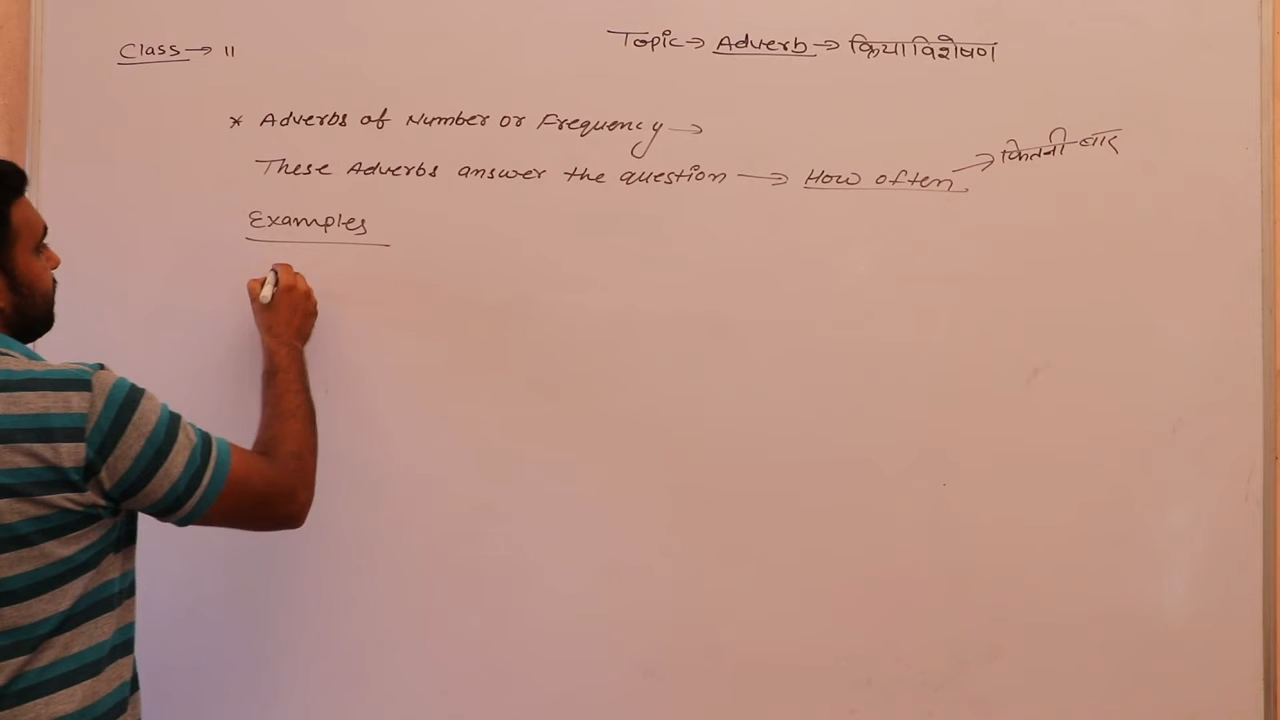 Class → 11
Topic → Adverb → क्रिया विशेषण
* Adverbs of Number or Frequency →
These Adverbs answer the question → How often → कितनी बार
Examples